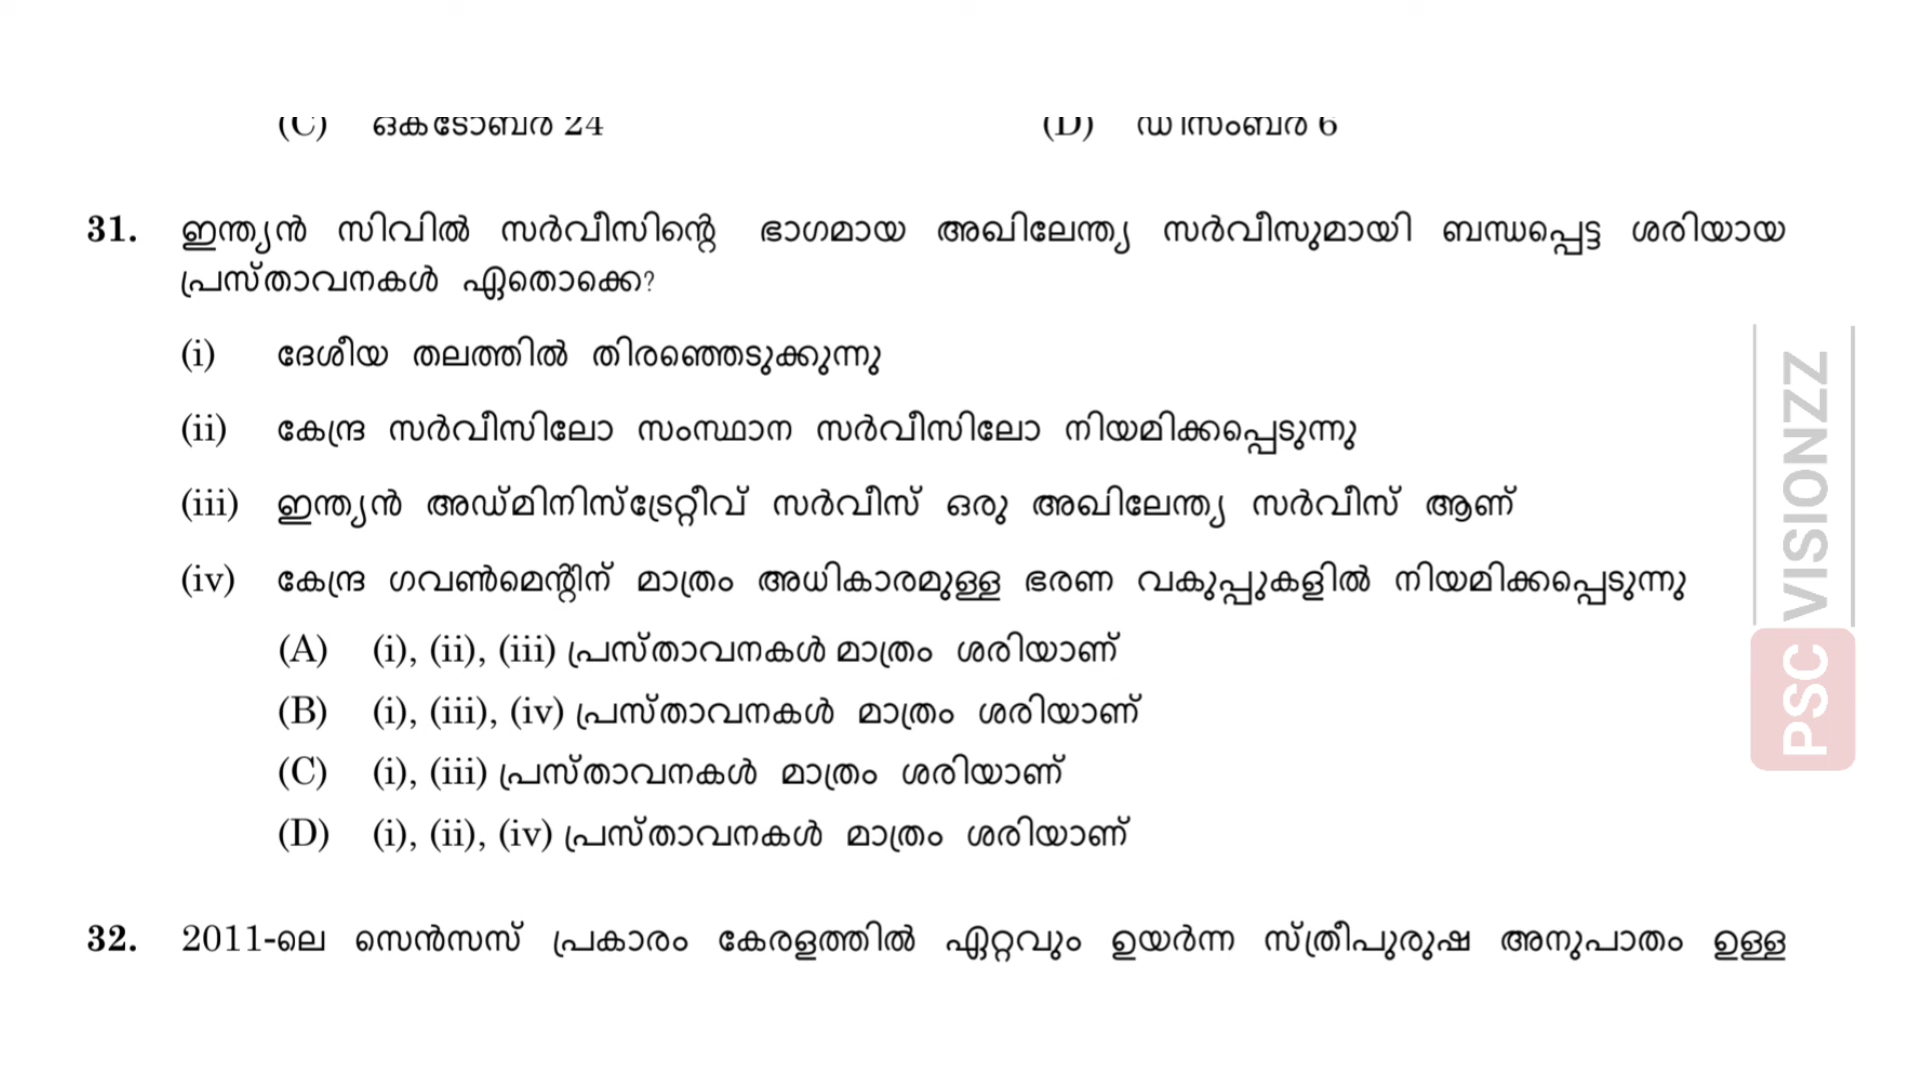 (C) ഒക്ടോബർ 24 (D) ഡിസംബർ 6
31. ഇന്ത്യൻ സിവിൽ സർവീസിന്റെ ഭാഗമായ അഖിലേന്ത്യ സർവീസുമായി ബന്ധപ്പെട്ട ശരിയായ
പ്രസ്താവനകൾ ഏതൊക്കെ?
(i) ദേശീയ തലത്തിൽ തിരഞ്ഞെടുക്കുന്നു
(ii) കേന്ദ്ര സർവീസിലോ സംസ്ഥാന സർവീസിലോ നിയമിക്കപ്പെടുന്നു
(iii) ഇന്ത്യൻ അഡ്മിനിസ്ട്രേറ്റീവ് സർവീസ് ഒരു അഖിലേന്ത്യ സർവീസ് ആണ്
(iv) കേന്ദ്ര ഗവൺമെന്റിന് മാത്രം അധികാരമുള്ള ഭരണ വകുപ്പുകളിൽ നിയമിക്കപ്പെടുന്നു
(A) (i), (ii), (iii) പ്രസ്താവനകൾ മാത്രം ശരിയാണ്
(B) (i), (iii), (iv) പ്രസ്താവനകൾ മാത്രം ശരിയാണ്
(C) (i), (iii) പ്രസ്താവനകൾ മാത്രം ശരിയാണ്
(D) (i), (ii), (iv) പ്രസ്താവനകൾ മാത്രം ശരിയാണ്
32. 2011-ലെ സെൻസസ് പ്രകാരം കേരളത്തിൽ ഏറ്റവും ഉയർന്ന സ്ത്രീപുരുഷ അനുപാതം ഉള്ള
PSC VISIONZZ